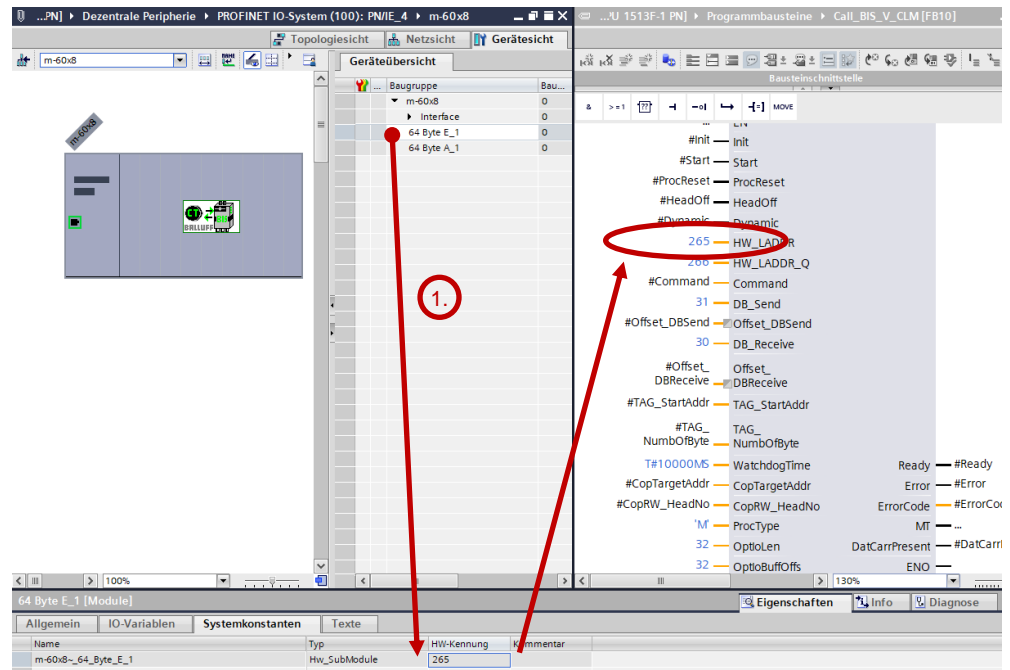 ...PN] ▸ Dezentrale Peripherie ▸ PROFINET IO-System (100): PN/IE_4 ▸ m-60x8
Topologiesicht
Netzsicht
Gerätesicht
m-60x8
Geräteübersicht
... Baugruppe Bau...
m-60x8 0
Interface 0
64 Byte E_1 0
64 Byte A_1 0
m-60x8
BALLUFF
1.
100%
...'U 1513F-1 PN] ▸ Programmbausteine ▸ Call_BIS_V_CLM [FB10]
Bausteinschnittstelle
& >=1 [??] MOVE
... EN
#Init Init
#Start Start
#ProcReset ProcReset
#HeadOff HeadOff
#Dynamic Dynamic
265 HW_LADDR
266 HW_LADDR_Q
#Command Command
31 DB_Send
#Offset_DBSend Offset_DBSend
30 DB_Receive
#Offset_ Offset_
DBReceive DBReceive
#TAG_StartAddr TAG_StartAddr
#TAG_ TAG_
NumbOfByte NumbOfByte
T#10000MS WatchdogTime Ready #Ready
#CopTargetAddr CopTargetAddr Error #Error
#CopRW_HeadNo CopRW_HeadNo ErrorCode #ErrorCo
'M' ProcType MT ...
32 OptIoLen DatCarrPresent #DatCarr
32 OptIoBuffOffs ENO
130%
64 Byte E_1 [Module]
Eigenschaften
Info
Diagnose
Allgemein
IO-Variablen
Systemkonstanten
Texte
Name Typ HW-Kennung Kommentar
m-60x8~_64_Byte_E_1 Hw_SubModule 265